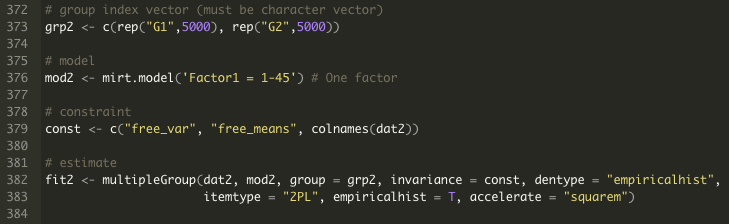 372 # group index vector (must be character vector)
373 grp2 <- c(rep("G1",5000), rep("G2",5000))
374
375 # model
376 mod2 <- mirt.model('Factor1 = 1-45') # One factor
377
378 # constraint
379 const <- c("free_var", "free_means", colnames(dat2))
380
381 # estimate
382 fit2 <- multipleGroup(dat2, mod2, group = grp2, invariance = const, dentype = "empiricalhist",
383 itemtype = "2PL", empiricalhist = T, accelerate = "squarem")
384